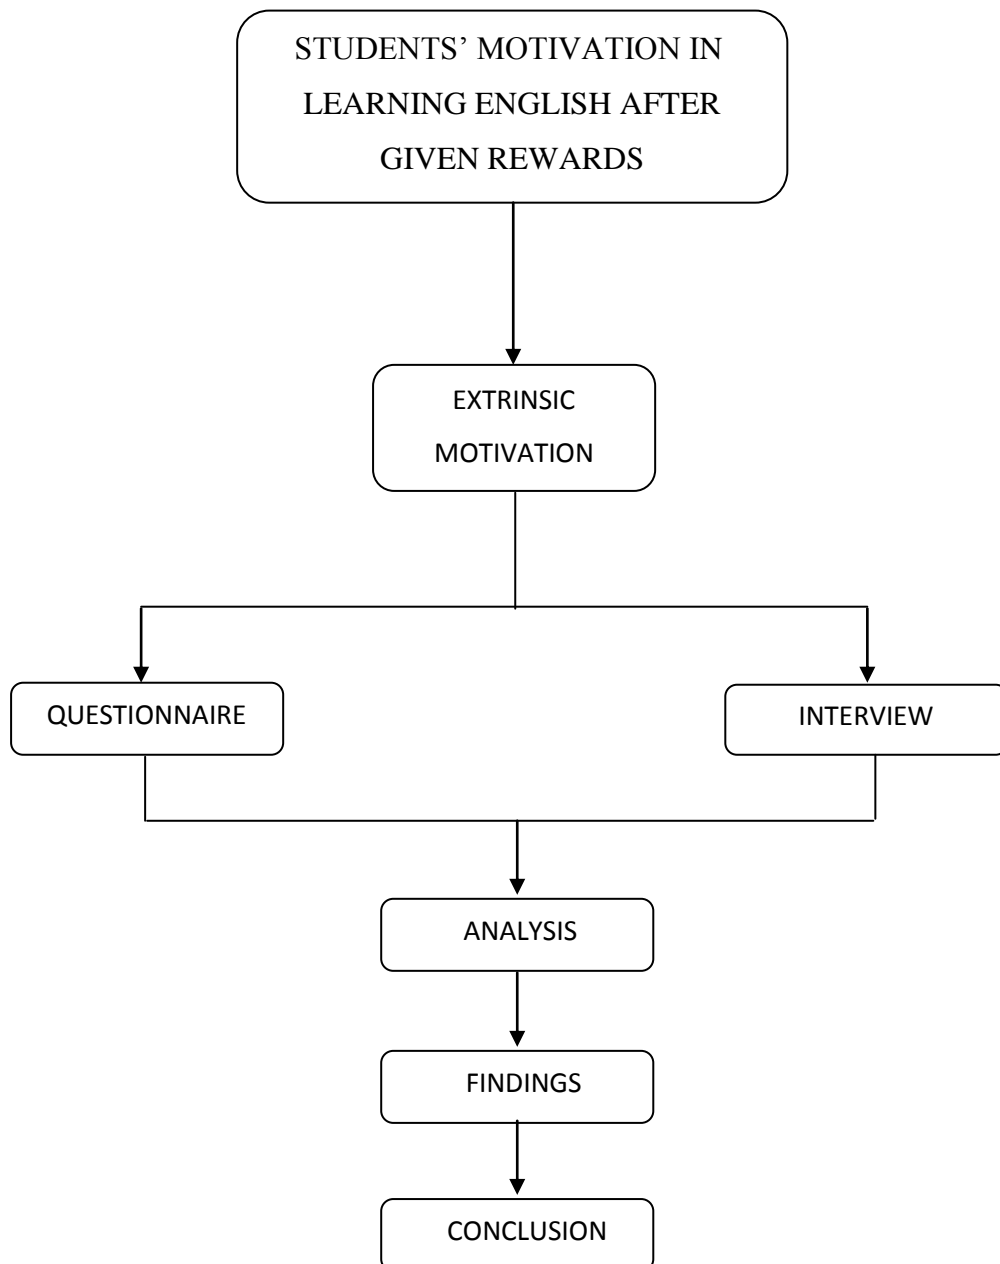 STUDENTS’ MOTIVATION IN
LEARNING ENGLISH AFTER
GIVEN REWARDS
EXTRINSIC
MOTIVATION
QUESTIONNAIRE
INTERVIEW
ANALYSIS
FINDINGS
CONCLUSION